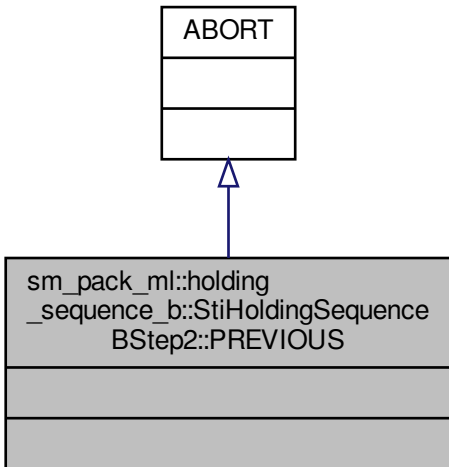 ABORT
sm_pack_ml::holding
_sequence_b::StiHoldingSequence
BStep2::PREVIOUS